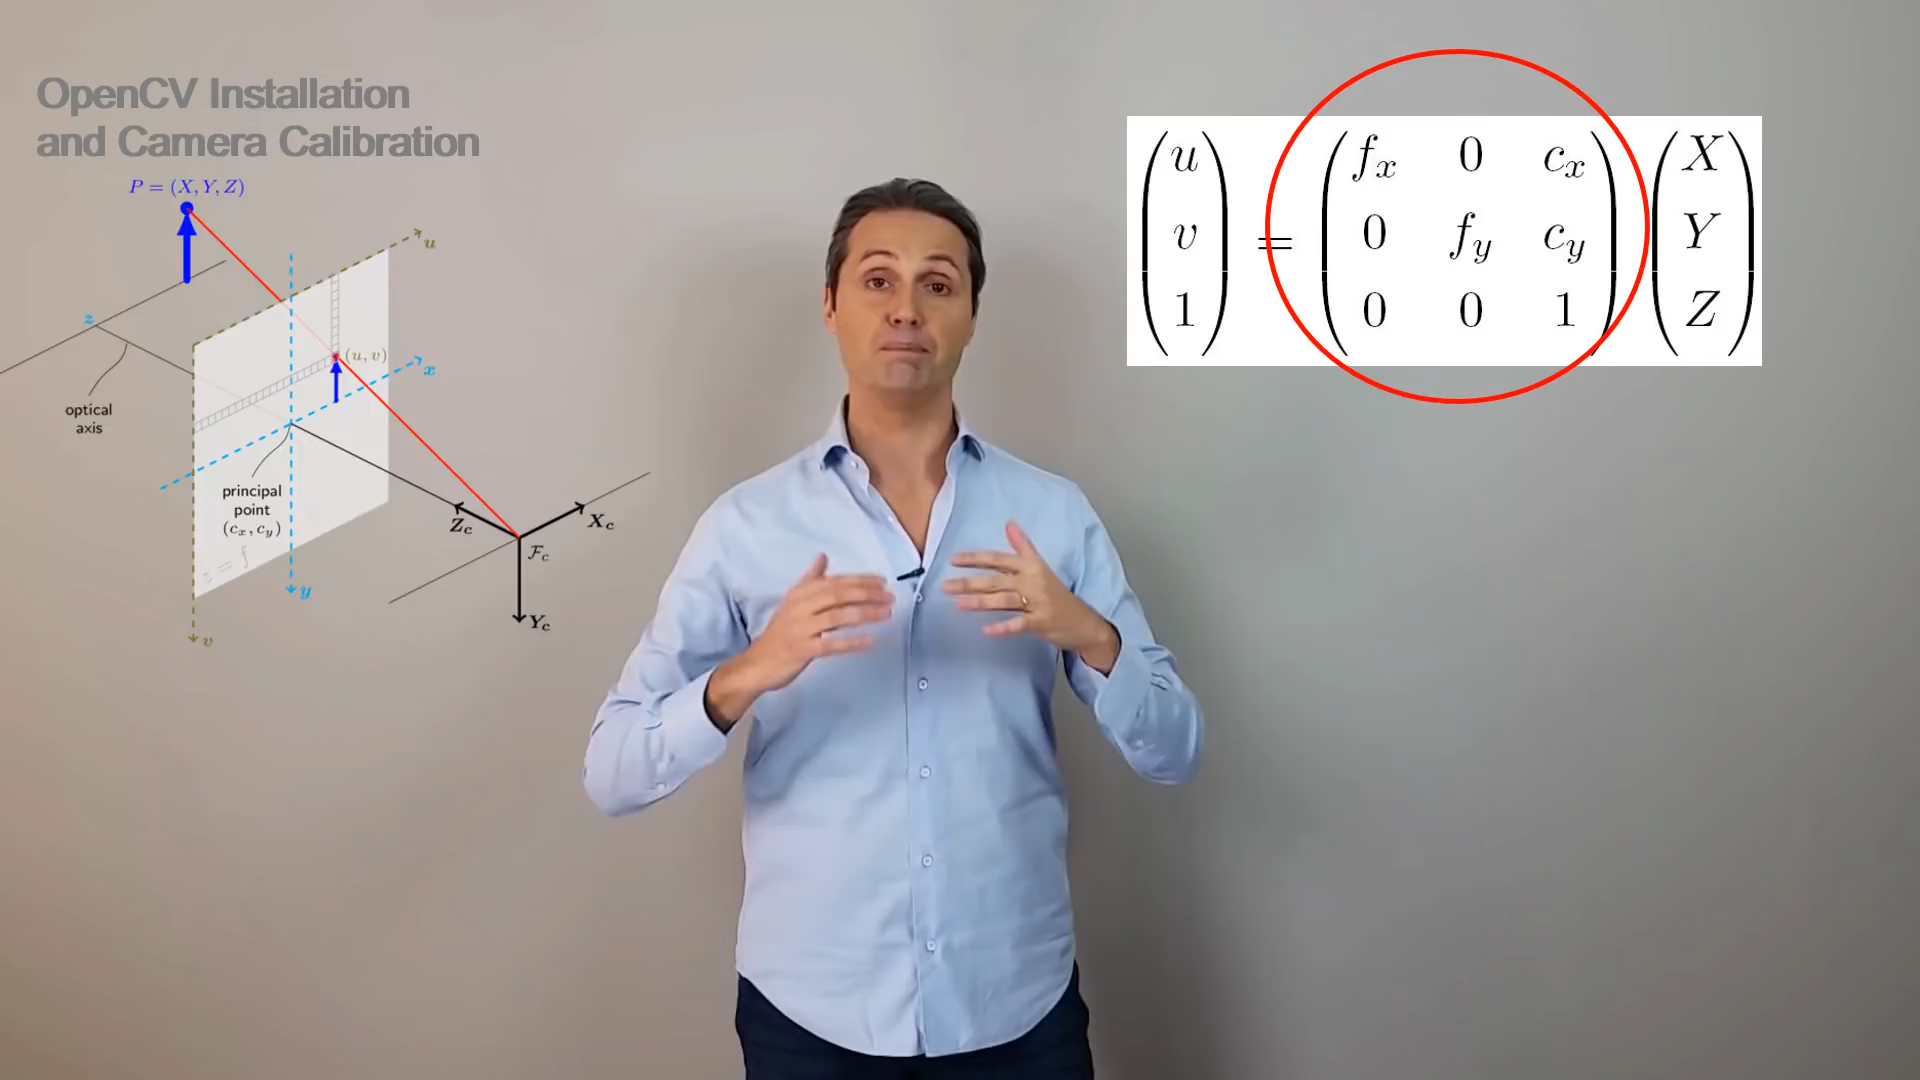 OpenCV Installation
and Camera Calibration
P = (X, Y, Z)
u
z
(u, v)
x
optical
axis
principal
point
(cx, cy)
Zc
Xc
Fc
y
Yc
v
u fx 0 cx X
v = 0 fy cy Y
1 0 0 1 Z